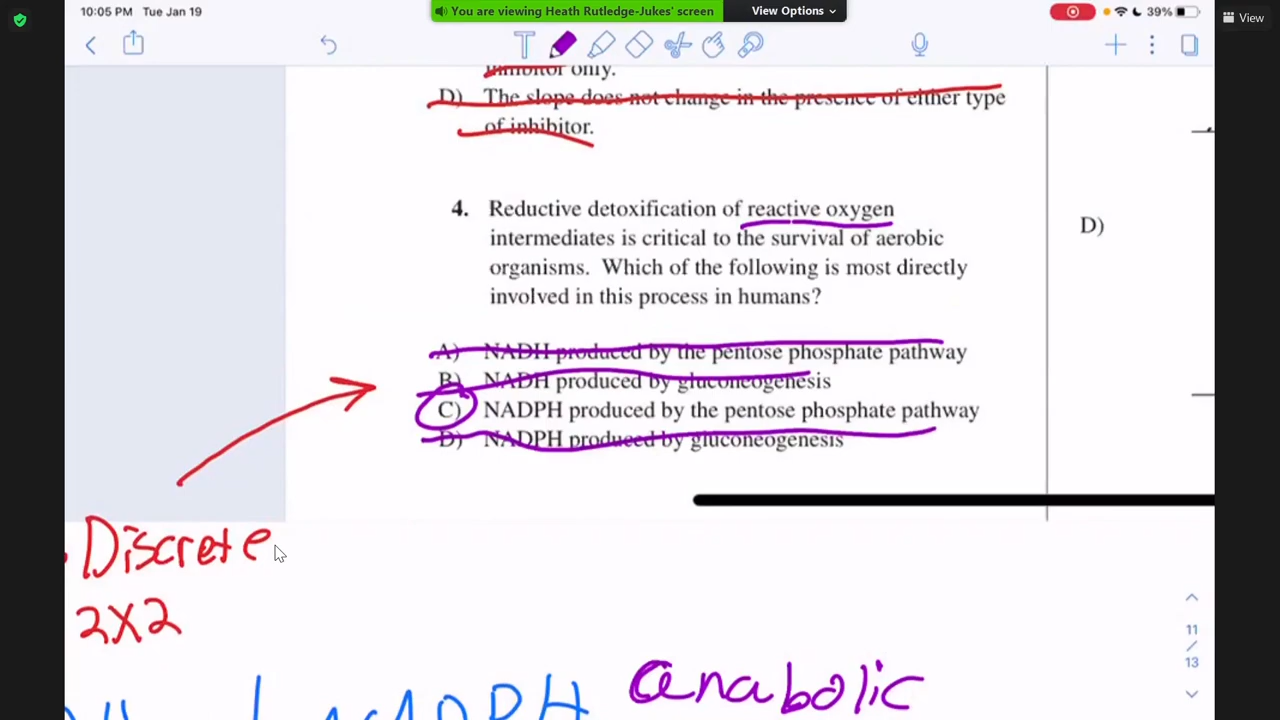 10:05 PM Tue Jan 19
You are viewing Heath Rutledge-Jukes' screen
View Options
39%
View
inhibitor only.
D) The slope does not change in the presence of either type
of inhibitor.
4. Reductive detoxification of reactive oxygen
intermediates is critical to the survival of aerobic
organisms. Which of the following is most directly
involved in this process in humans?
A) NADH produced by the pentose phosphate pathway
B) NADH produced by gluconeogenesis
C) NADPH produced by the pentose phosphate pathway
D) NADPH produced by gluconeogenesis
D)
Discrete
2X2
NADPH
anabolic
11
/
13